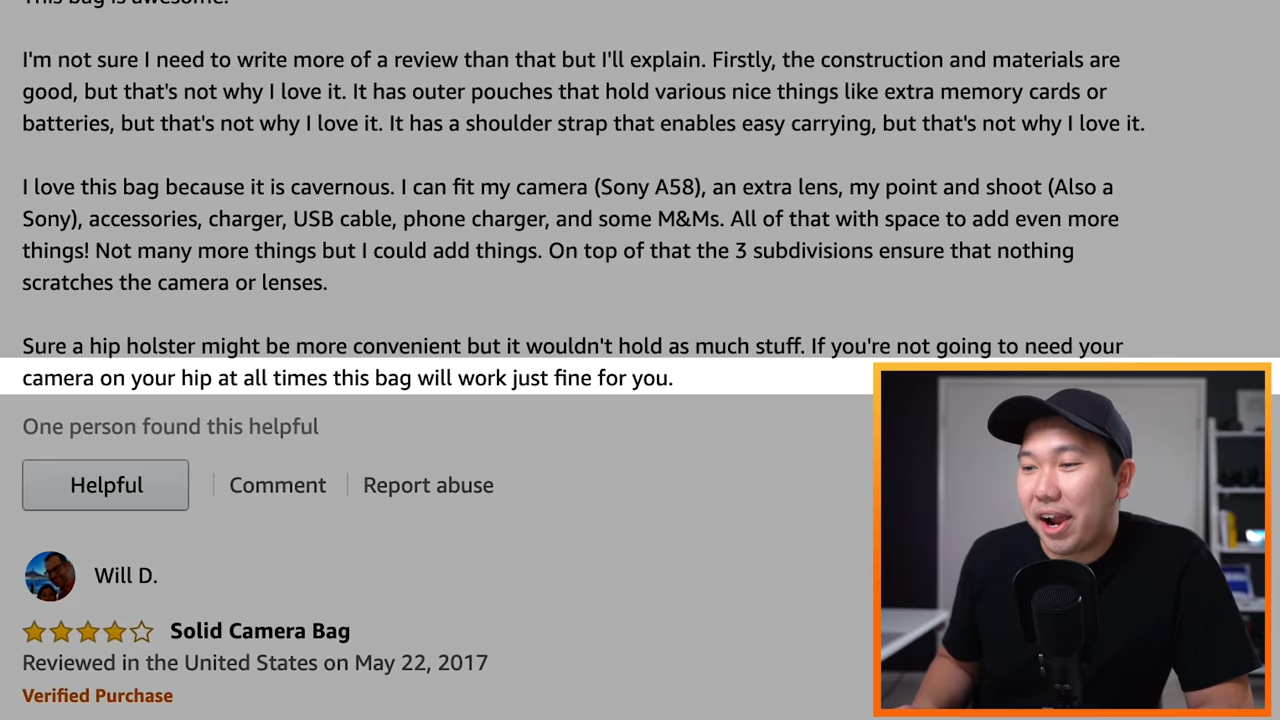 This bag is awesome.
I'm not sure I need to write more of a review than that but I'll explain. Firstly, the construction and materials are
good, but that's not why I love it. It has outer pouches that hold various nice things like extra memory cards or
batteries, but that's not why I love it. It has a shoulder strap that enables easy carrying, but that's not why I love it.
I love this bag because it is cavernous. I can fit my camera (Sony A58), an extra lens, my point and shoot (Also a
Sony), accessories, charger, USB cable, phone charger, and some M&Ms. All of that with space to add even more
things! Not many more things but I could add things. On top of that the 3 subdivisions ensure that nothing
scratches the camera or lenses.
Sure a hip holster might be more convenient but it wouldn't hold as much stuff. If you're not going to need your
camera on your hip at all times this bag will work just fine for you.
One person found this helpful
Helpful
Comment
Report abuse
Will D.
Solid Camera Bag
Reviewed in the United States on May 22, 2017
Verified Purchase